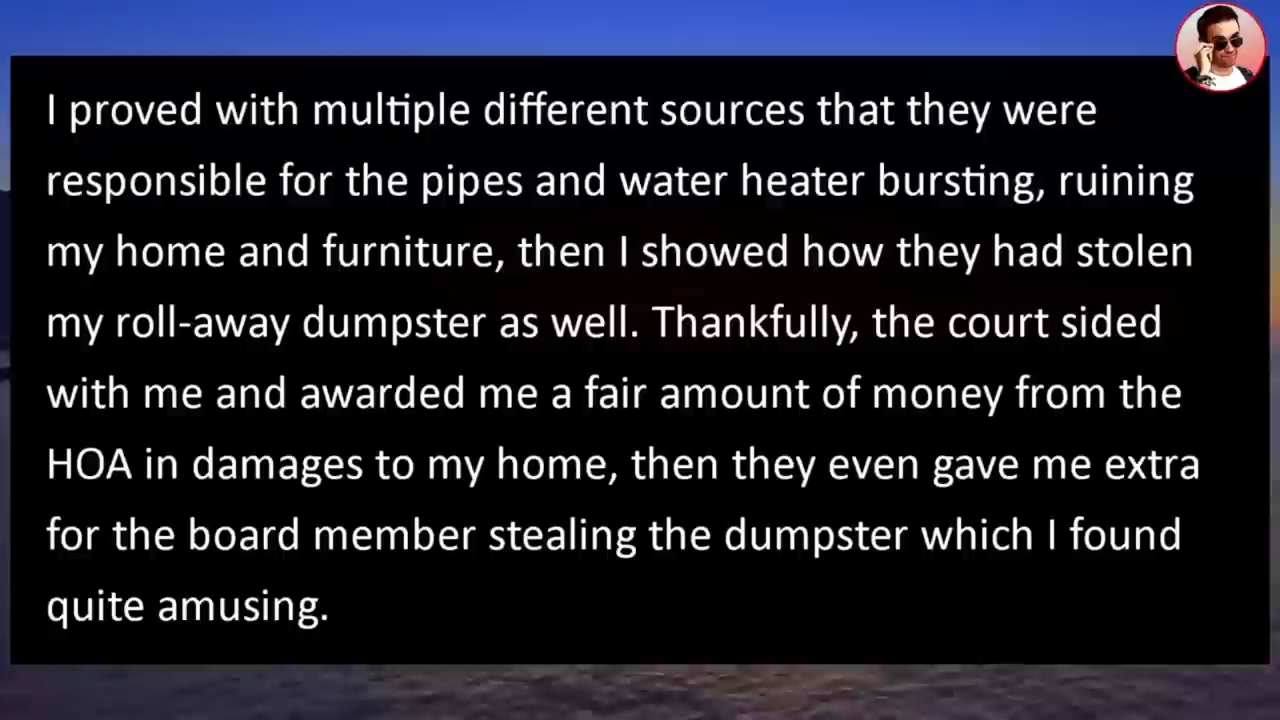 I proved with multiple different sources that they were
responsible for the pipes and water heater bursting, ruining
my home and furniture, then I showed how they had stolen
my roll-away dumpster as well. Thankfully, the court sided
with me and awarded me a fair amount of money from the
HOA in damages to my home, then they even gave me extra
for the board member stealing the dumpster which I found
quite amusing.